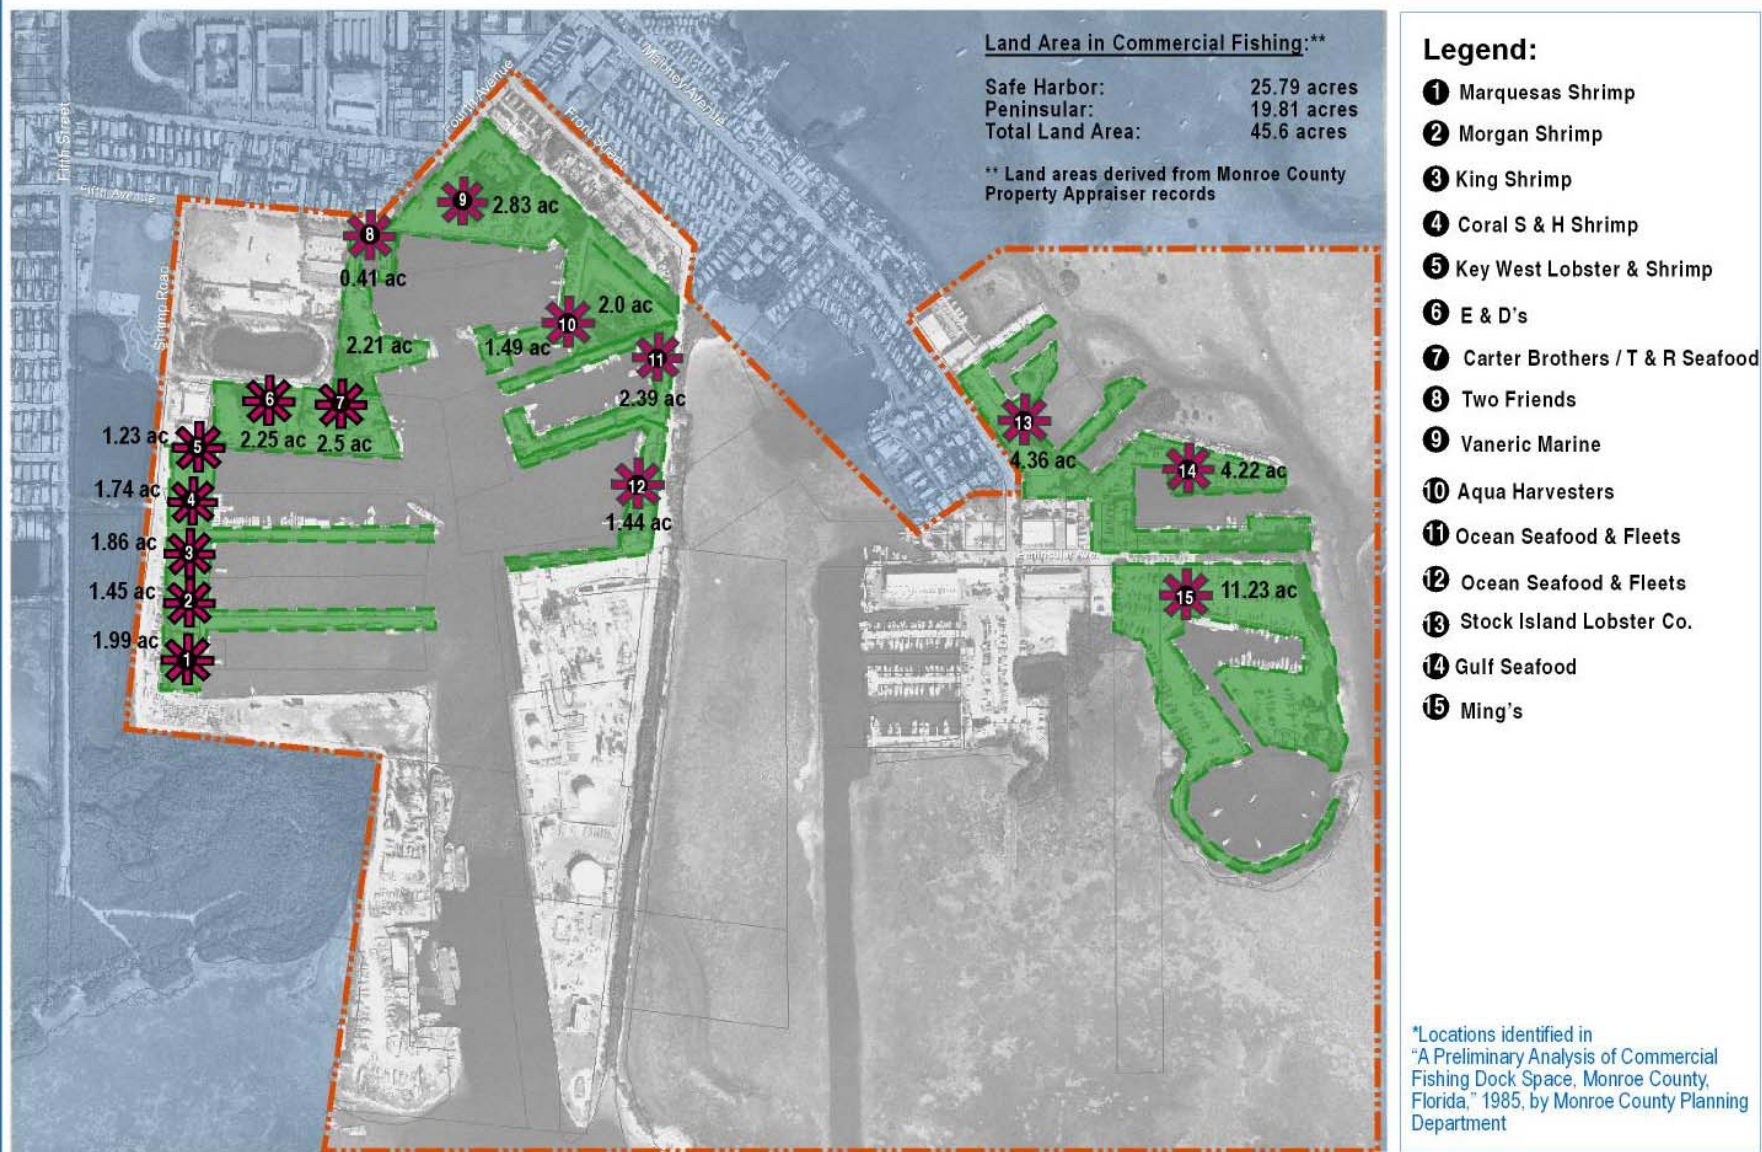 Land Area in Commercial Fishing:**
Safe Harbor: 25.79 acres
Peninsular: 19.81 acres
Total Land Area: 45.6 acres
** Land areas derived from Monroe County
Property Appraiser records
Maloney Avenue
Fourth Avenue
Front Street
Fifth Street
Fifth Avenue
Shrimp Road
Peninsular Ave
9
2.83 ac
8
0.41 ac
2.0 ac
10
2.21 ac
1.49 ac
11
2.39 ac
6
7
1.23 ac
5
2.25 ac
2.5 ac
13
4.36 ac
14
4.22 ac
1.74 ac
4
12
1.44 ac
1.86 ac
3
1.45 ac
2
15
11.23 ac
1.99 ac
1
Legend:
1 Marquesas Shrimp
2 Morgan Shrimp
3 King Shrimp
4 Coral S & H Shrimp
5 Key West Lobster & Shrimp
6 E & D's
7 Carter Brothers / T & R Seafood
8 Two Friends
9 Vaneric Marine
10 Aqua Harvesters
11 Ocean Seafood & Fleets
12 Ocean Seafood & Fleets
13 Stock Island Lobster Co.
14 Gulf Seafood
15 Ming's
*Locations identified in
"A Preliminary Analysis of Commercial
Fishing Dock Space, Monroe County,
Florida," 1985, by Monroe County Planning
Department